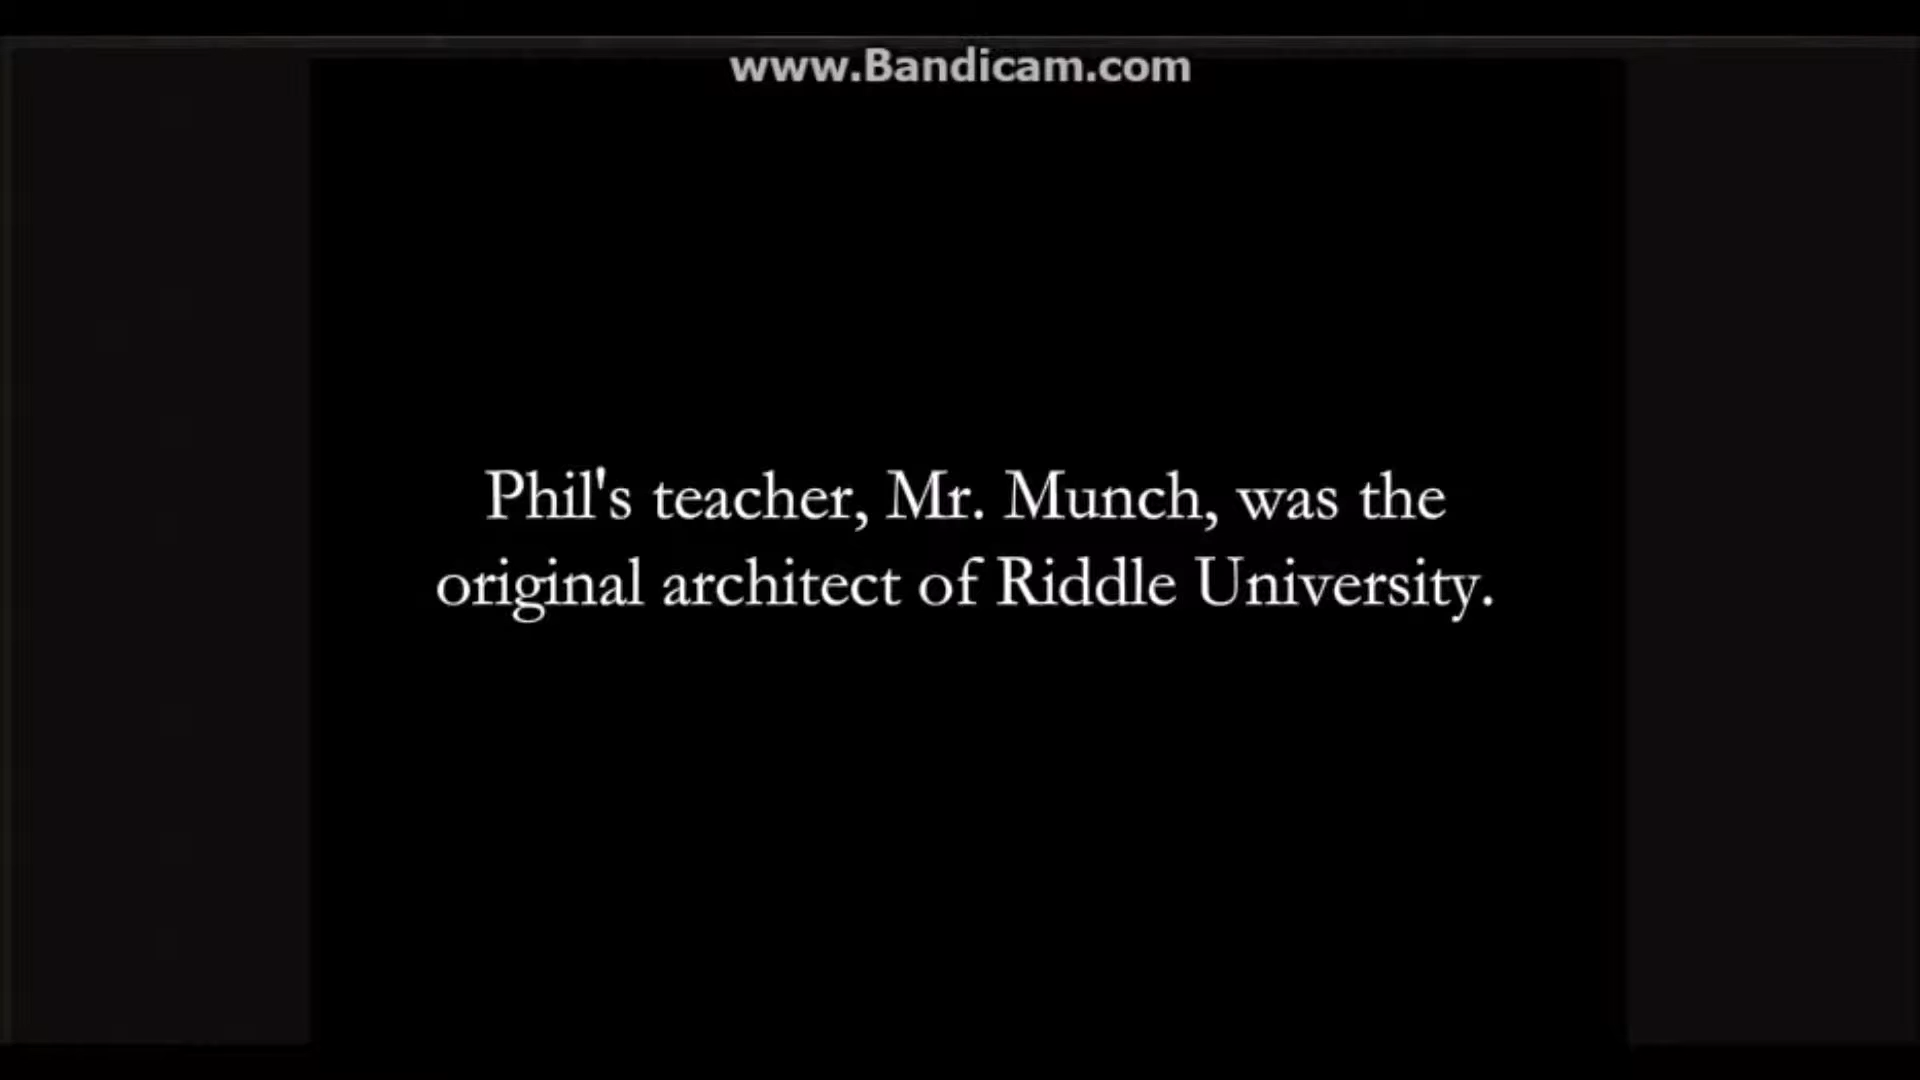 www.Bandicam.com
Phil's teacher, Mr. Munch, was the
original architect of Riddle University.